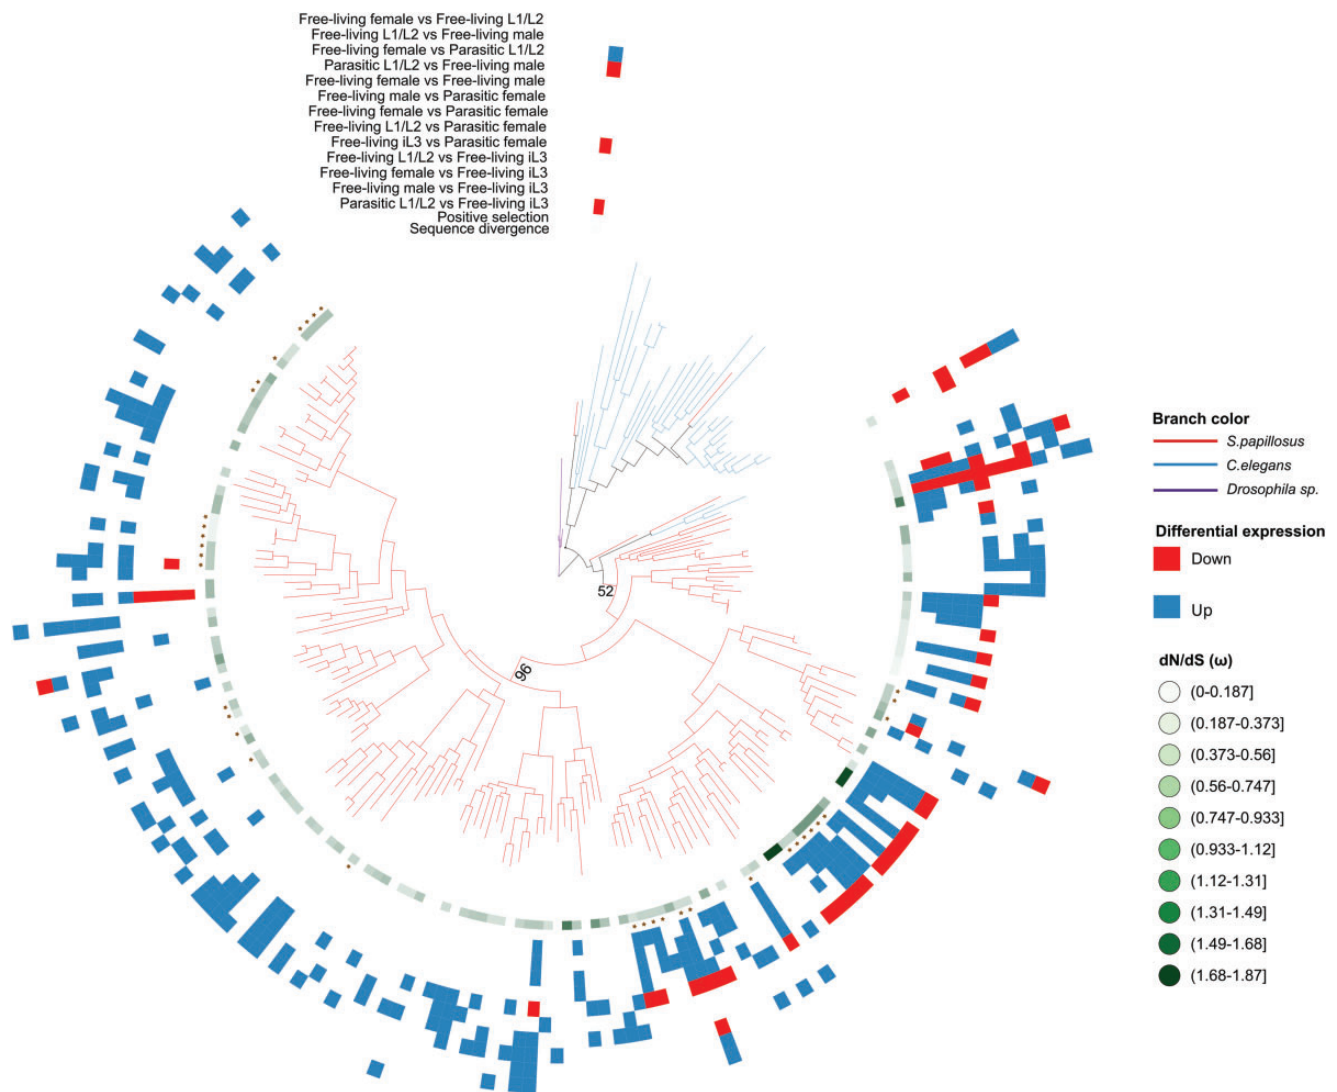 Free-living female vs Free-living L1/L2
Free-living L1/L2 vs Free-living male
Free-living female vs Parasitic L1/L2
Parasitic L1/L2 vs Free-living male
Free-living female vs Free-living male
Free-living male vs Parasitic female
Free-living female vs Parasitic female
Free-living L1/L2 vs Parasitic female
Free-living iL3 vs Parasitic female
Free-living L1/L2 vs Free-living iL3
Free-living female vs Free-living iL3
Free-living male vs Free-living iL3
Parasitic L1/L2 vs Free-living iL3
Positive selection
Sequence divergence
52
96
Branch color
S.papillosus
C.elegans
Drosophila sp.
Differential expression
Down
Up
dN/dS (ω)
(0-0.187]
(0.187-0.373]
(0.373-0.56]
(0.56-0.747]
(0.747-0.933]
(0.933-1.12]
(1.12-1.31]
(1.31-1.49]
(1.49-1.68]
(1.68-1.87]